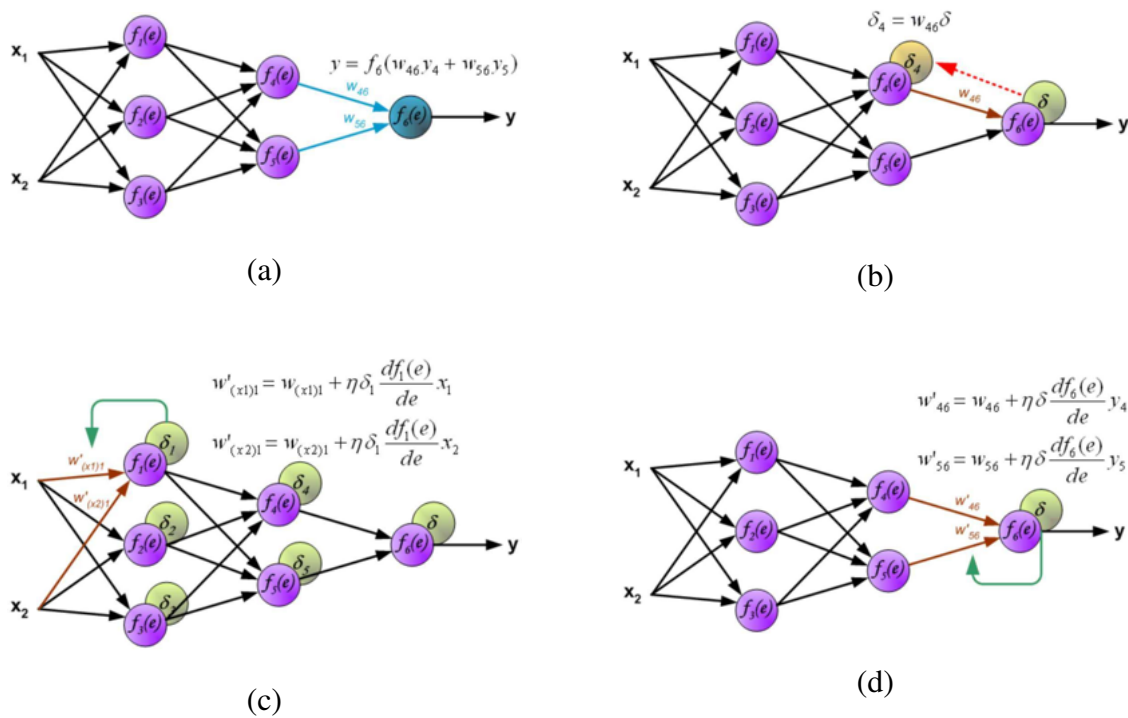 f₁(e)
x₁
y = f₆(w₄₆y₄ + w₅₆y₅)
f₄(e)
w₄₆
f₂(e)
f₆(e)
y
w₅₆
f₅(e)
x₂
f₃(e)
(a)
δ₄ = w₄₆δ
f₁(e)
δ₄
x₁
f₄(e)
w₄₆
δ
f₂(e)
f₆(e)
y
f₅(e)
x₂
f₃(e)
(b)
w'₍ₓ₁₎₁ = w₍ₓ₁₎₁ + ηδ₁ df₁(e)/de x₁
w'₍ₓ₂₎₁ = w₍ₓ₂₎₁ + ηδ₁ df₁(e)/de x₂
δ₁
w'₍ₓ₁₎₁
f₁(e)
x₁
w'₍ₓ₂₎₁
δ₄
f₄(e)
δ₂
δ
f₂(e)
f₆(e)
y
δ₅
f₅(e)
x₂
δ₃
f₃(e)
(c)
w'₄₆ = w₄₆ + ηδ df₆(e)/de y₄
w'₅₆ = w₅₆ + ηδ df₆(e)/de y₅
f₁(e)
x₁
f₄(e)
w'₄₆
δ
f₂(e)
w'₅₆
f₆(e)
y
f₅(e)
x₂
f₃(e)
(d)